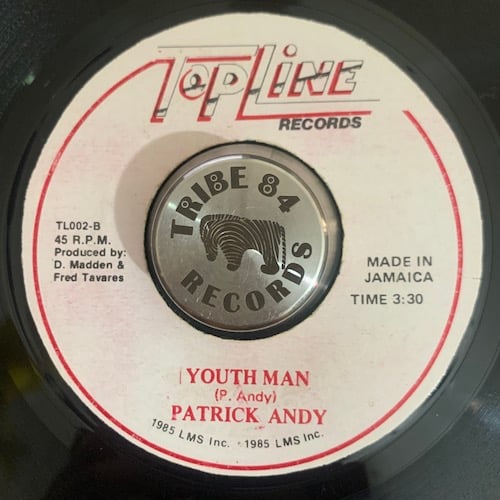 TOPLINE
RECORDS
TRIBE 84
RECORDS
TL002-B
45 R.P.M.
Produced by:
D. Madden &
Fred Tavares
MADE IN
JAMAICA
TIME 3:30
YOUTH MAN
(P. Andy)
PATRICK ANDY
1985 LMS Inc. · 1985 LMS Inc.